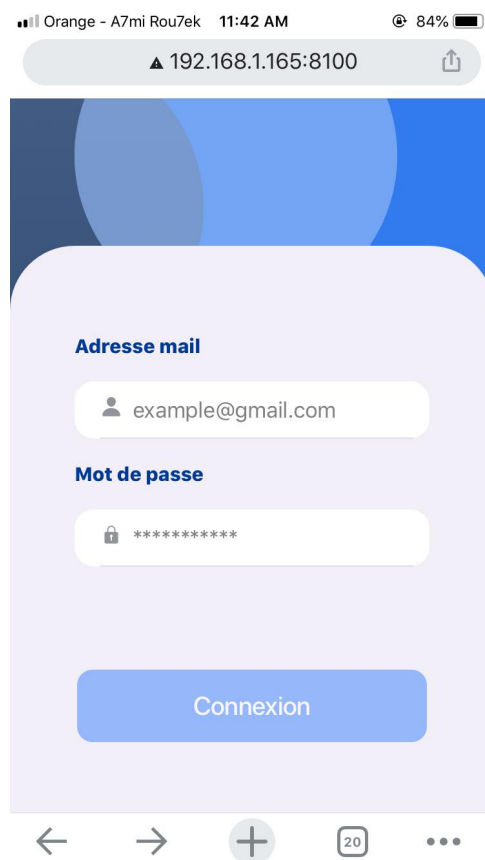 Orange - A7mi Rou7ek 11:42 AM 84%
192.168.1.165:8100
Adresse mail
example@gmail.com
Mot de passe
***********
Connexion
20